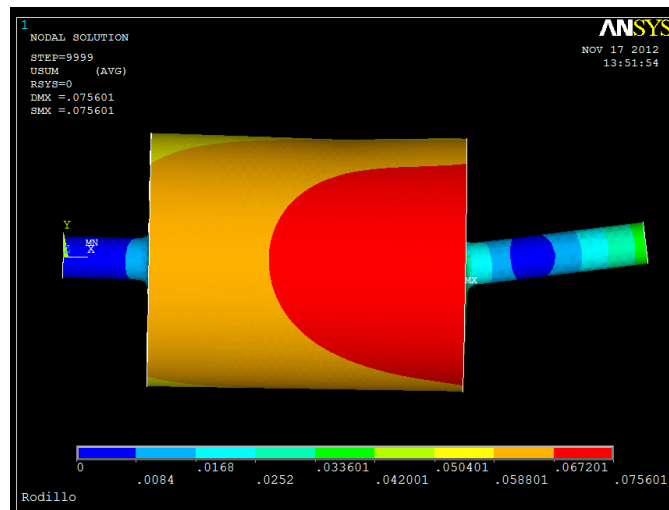 1
NODAL SOLUTION
ANSYS
NOV 17 2012
13:51:54
STEP=9999
USUM (AVG)
RSYS=0
DMX =.075601
SMX =.075601
Y
MN
X
MX
0 .0168 .033601 .050401 .067201
.0084 .0252 .042001 .058801 .075601
Rodillo